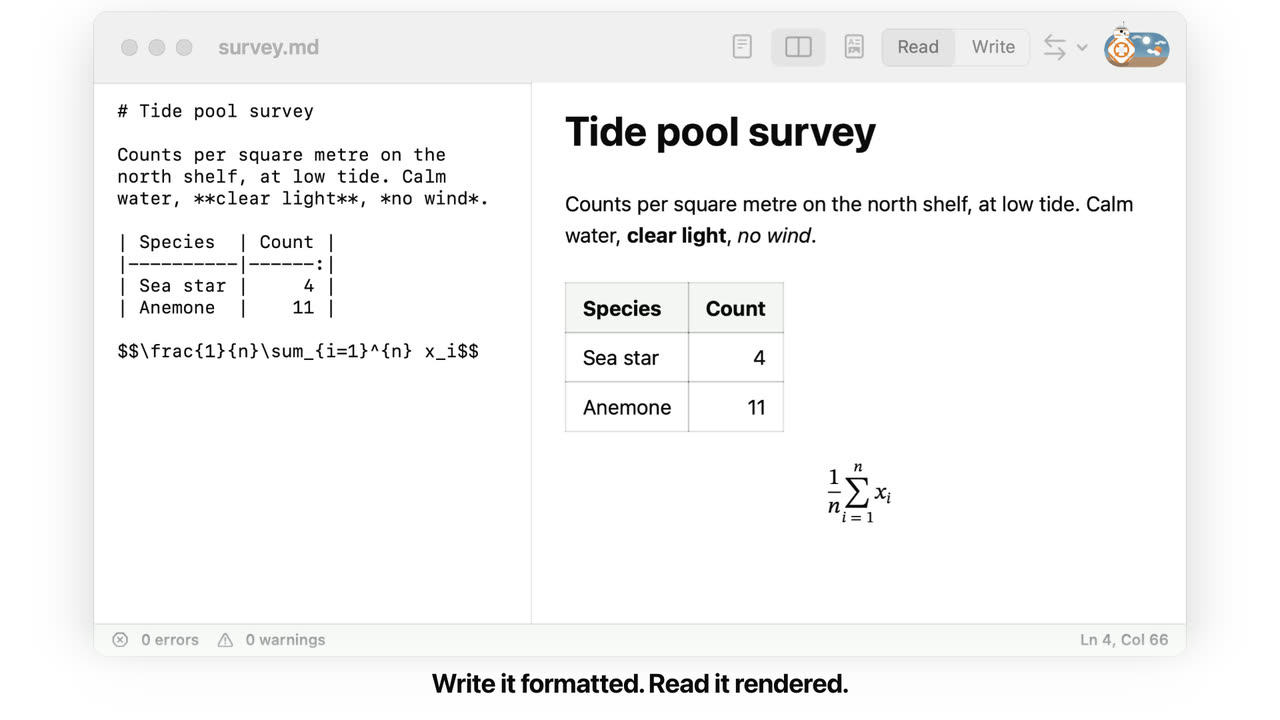 survey.md
Read Write
# Tide pool survey
Counts per square metre on the
north shelf, at low tide. Calm
water, **clear light**, *no wind*.
| Species  | Count |
|----------|------:|
| Sea star |     4 |
| Anemone  |    11 |
$$\frac{1}{n}\sum_{i=1}^{n} x_i$$
Tide pool survey
Counts per square metre on the north shelf, at low tide. Calm
water, clear light, no wind.
Species Count
Sea star 4
Anemone 11
n
1
∑ x_i
n
i = 1
0 errors 0 warnings
Ln 4, Col 66
Write it formatted. Read it rendered.